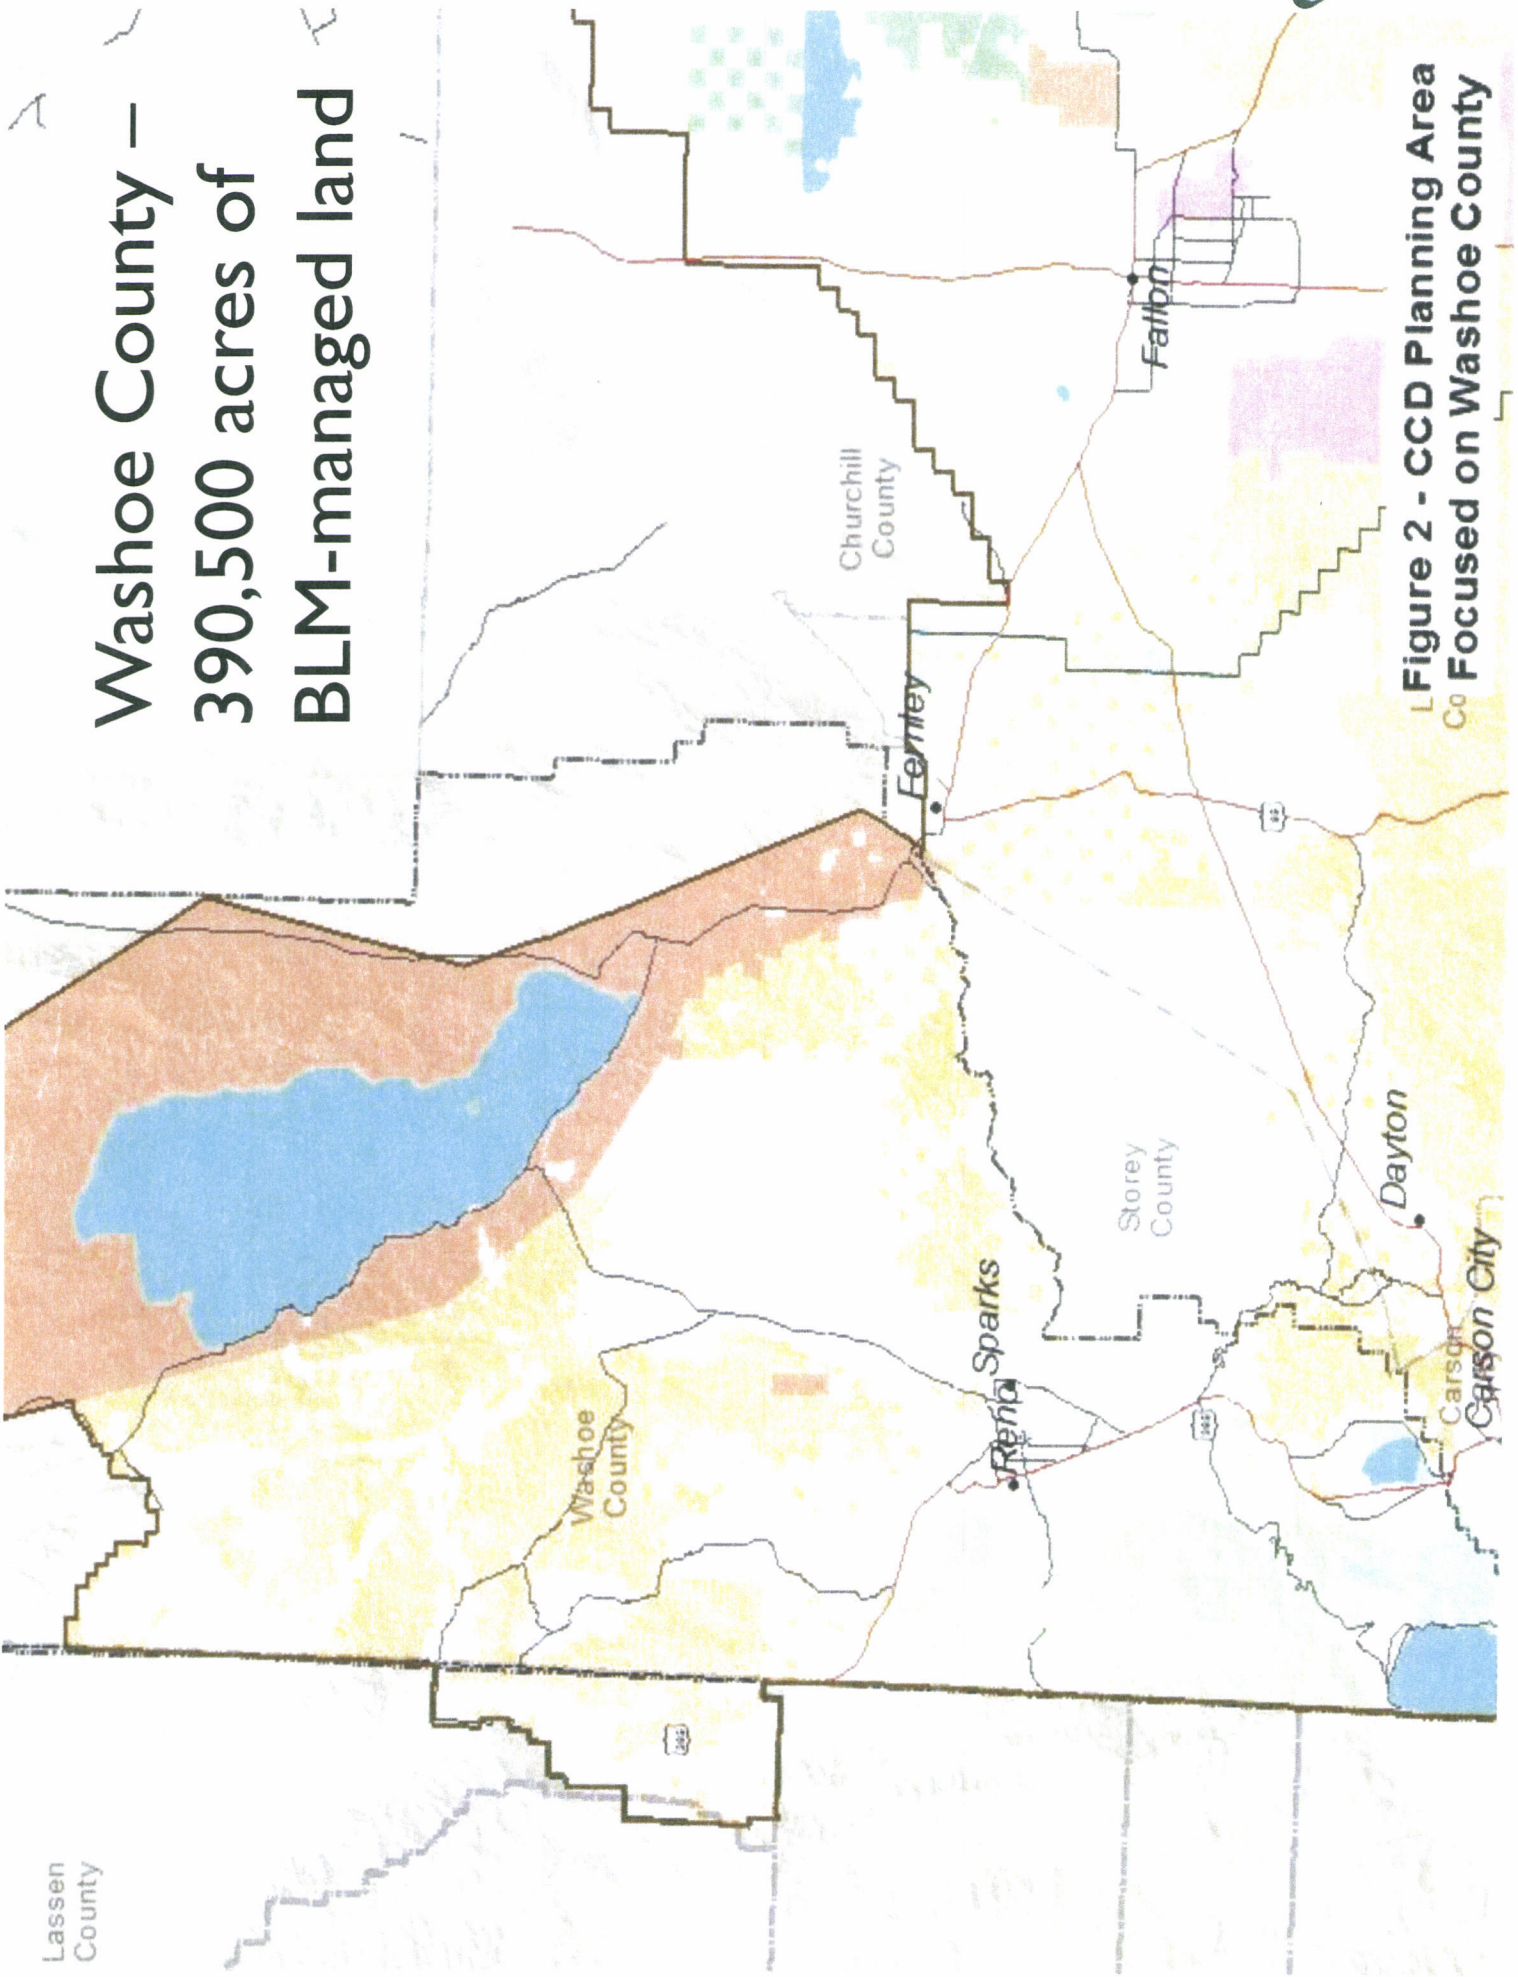 Washoe County –
390,500 acres of
BLM-managed land
Lassen
County
Washoe
County
Churchill
County
Fernley
Fallon
Reno
Sparks
Storey
County
Dayton
Carson
Carson City
L
Co
Figure 2 - CCD Planning Area
Focused on Washoe County